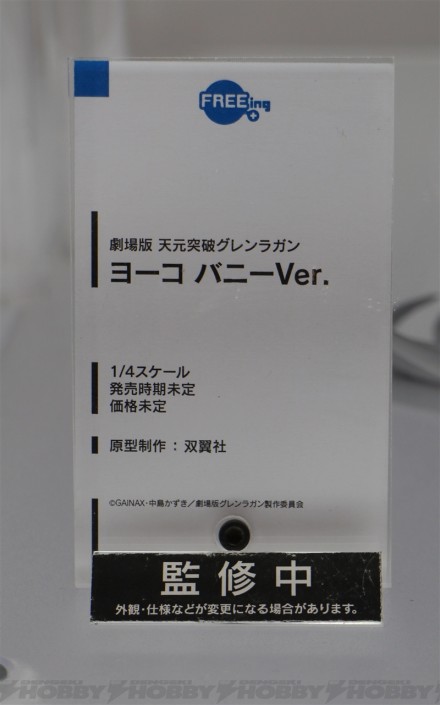 FREEing
劇場版 天元突破グレンラガン
ヨーコ バニーVer.
1/4スケール
発売時期未定
価格未定
原型制作：双翼社
©GAINAX・中島かずき／劇場版グレンラガン製作委員会
監修中
外観・仕様などが変更になる場合があります。
HOBBY HOBBY HOBBY HOBBY